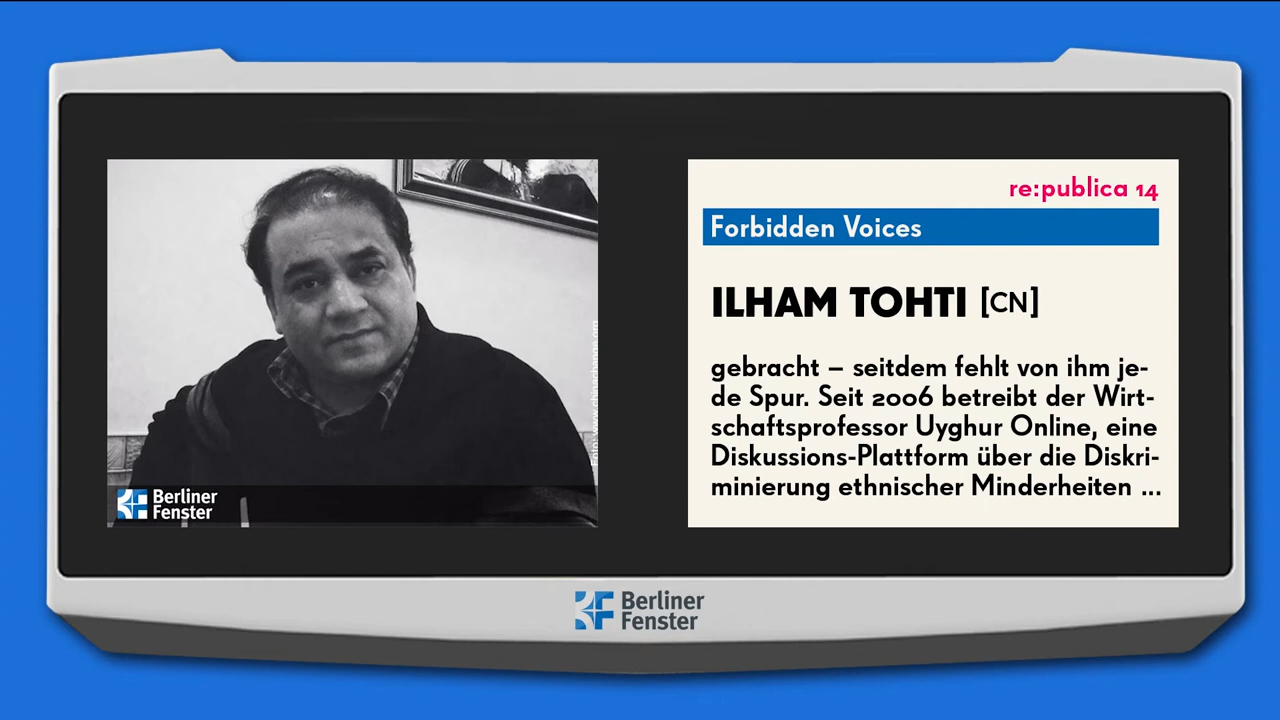 re:publica 14
Forbidden Voices
ILHAM TOHTI [CN]
gebracht – seitdem fehlt von ihm je-
de Spur. Seit 2006 betreibt der Wirt-
schaftsprofessor Uyghur Online, eine
Diskussions-Plattform über die Diskri-
minierung ethnischer Minderheiten ...
Berliner
Fenster
Berliner
Fenster